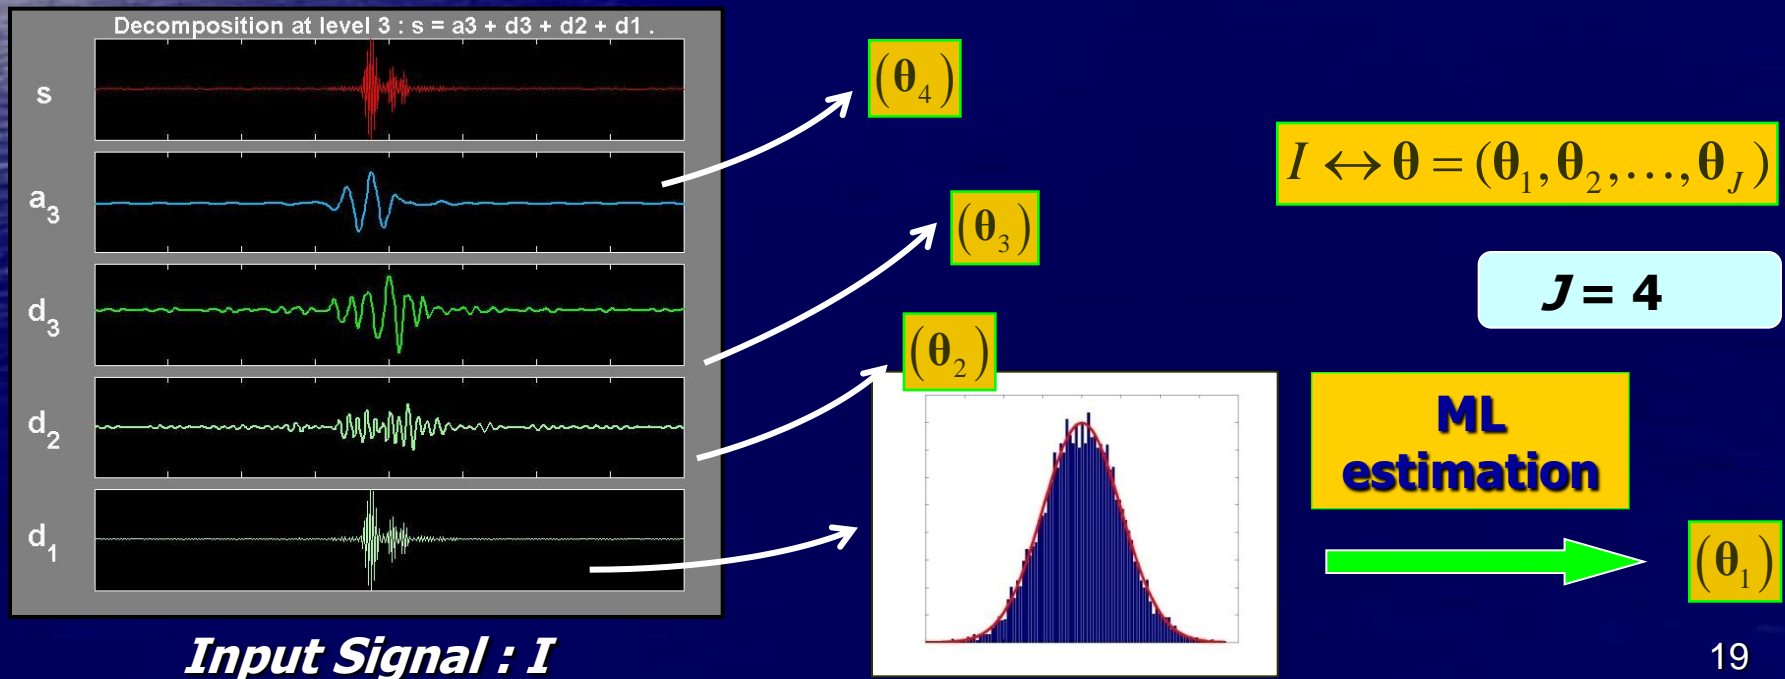 Decomposition at level 3 : s = a3 + d3 + d2 + d1 .
s
a3
d3
d2
d1
Input Signal : I
(θ4)
(θ3)
(θ2)
I ↔ θ = (θ1, θ2, …, θJ)
J = 4
ML
estimation
(θ1)
19